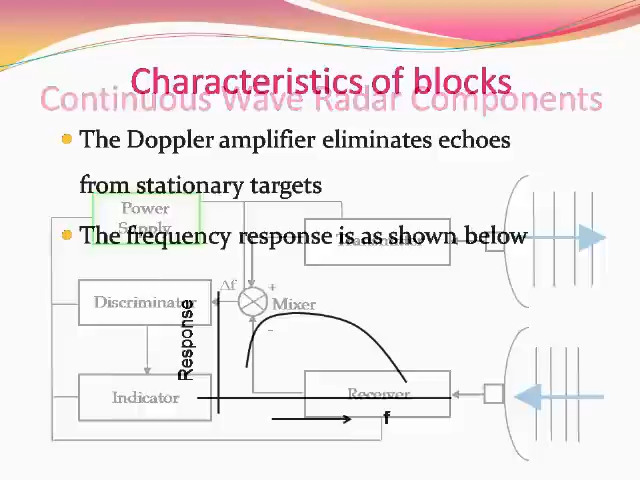 Characteristics of blocks
Continuous Wave Radar Components
The Doppler amplifier eliminates echoes
from stationary targets
Power
Supply
The frequency response is as shown below
Transmitter
Discriminator
Δf
+
Mixer
-
Response
Indicator
Receiver
f